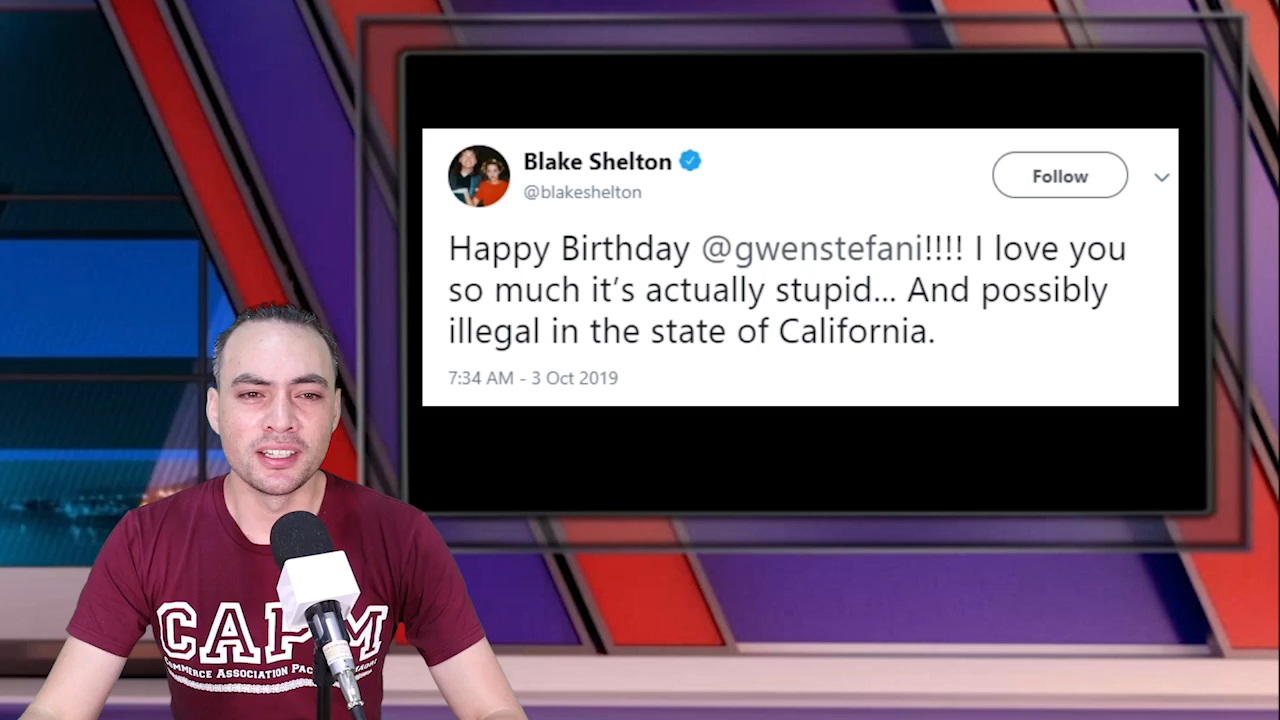 Blake Shelton
@blakeshelton
Follow
Happy Birthday @gwenstefani!!!! I love you
so much it’s actually stupid... And possibly
illegal in the state of California.
7:34 AM - 3 Oct 2019
Association